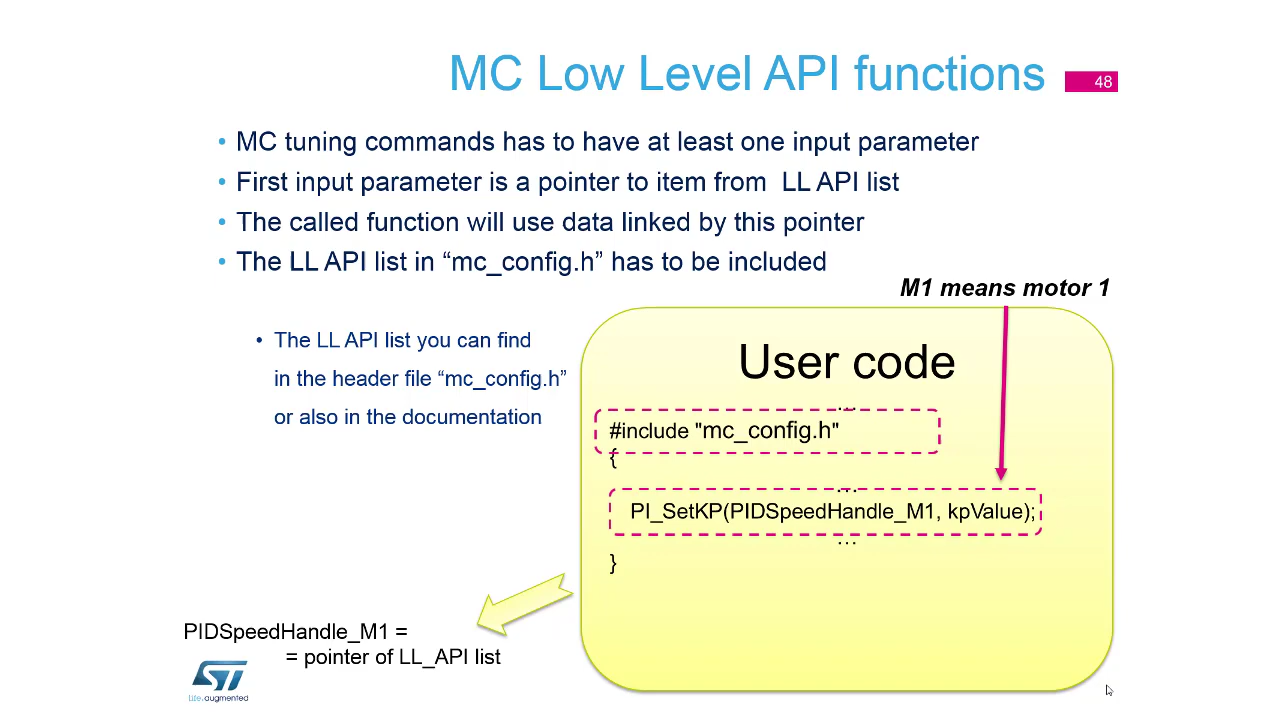 MC Low Level API functions
48
• MC tuning commands has to have at least one input parameter
• First input parameter is a pointer to item from LL API list
• The called function will use data linked by this pointer
• The LL API list in “mc_config.h” has to be included
M1 means motor 1
• The LL API list you can find
in the header file “mc_config.h”
or also in the documentation
User code
...
#include "mc_config.h"
{
...
PI_SetKP(PIDSpeedHandle_M1, kpValue);
...
}
PIDSpeedHandle_M1 =
= pointer of LL_API list
ST
life.augmented